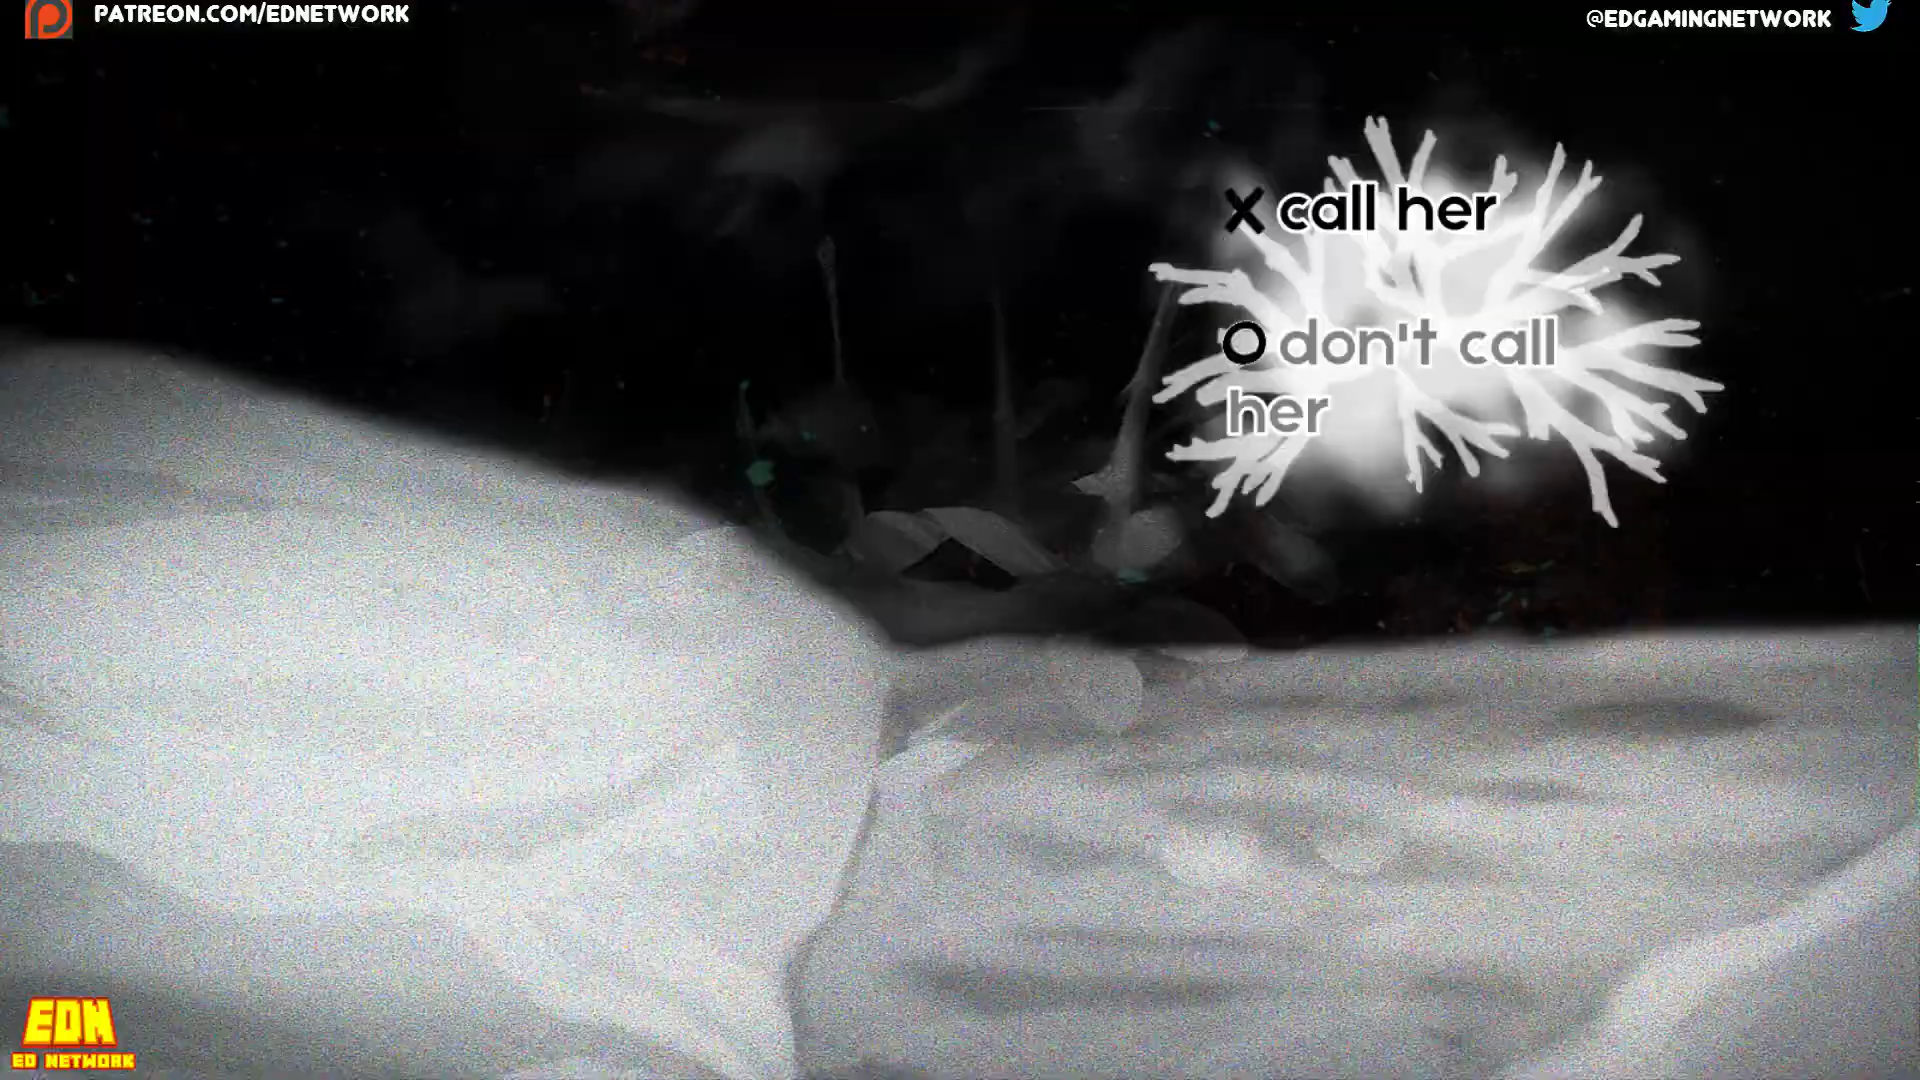 PATREON.COM/EDNETWORK
@EDGAMINGNETWORK
X call her
O don't call
her
EDN
ED NETWORK